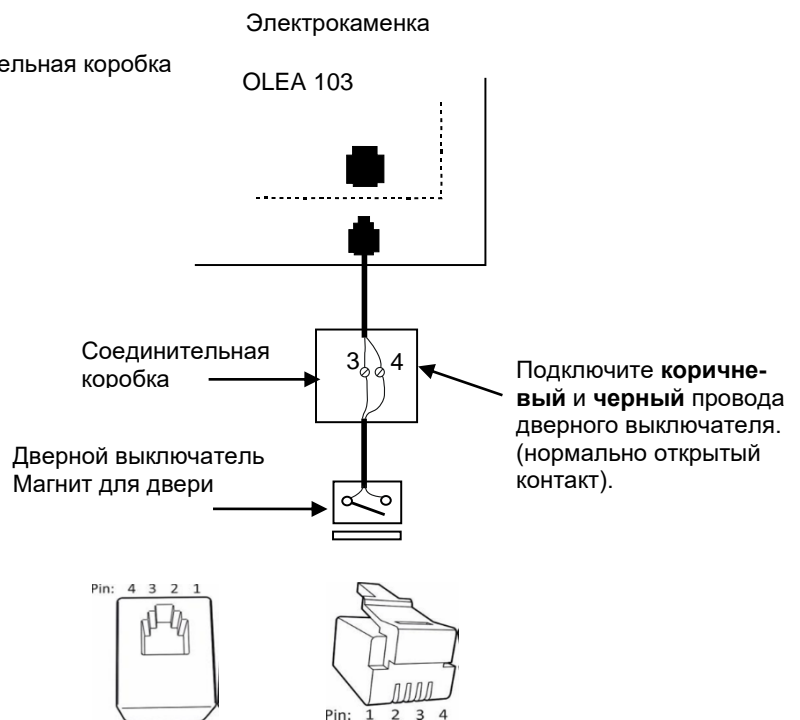 Электрокаменка
коробка
OLEA 103
3 4
Соединительная
коробка
Подключите коричне-
вый и черный провода
дверного выключателя.
(нормально открытый
контакт).
Дверной выключатель
Магнит для двери
Pin: 4 3 2 1
Pin: 1 2 3 4